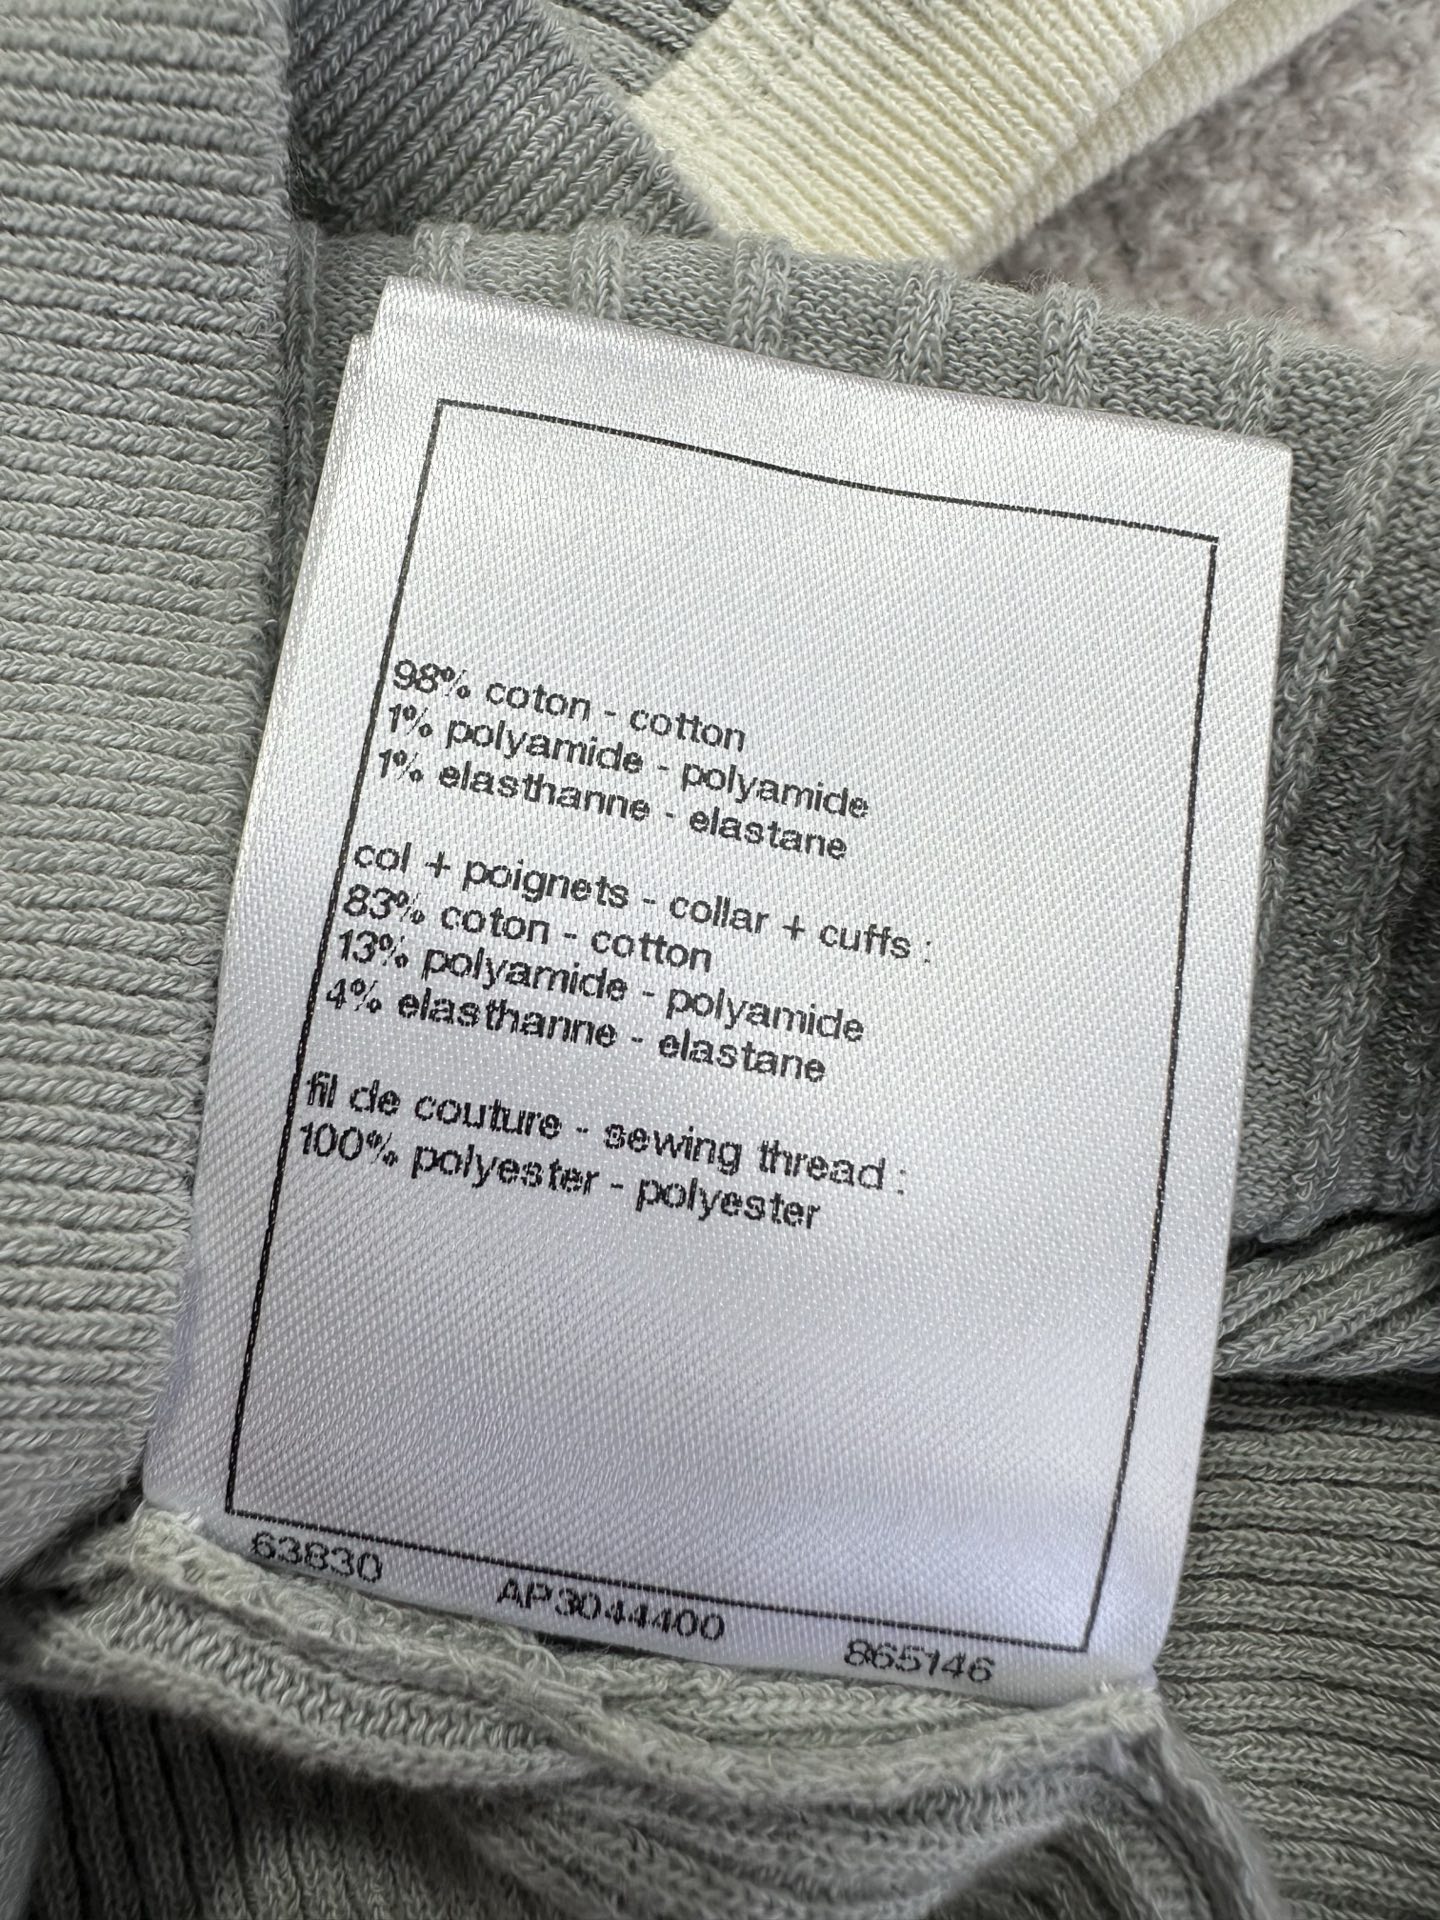 98% coton - cotton
1% polyamide - polyamide
1% elasthanne - elastane
col + poignets - collar + cuffs :
83% coton - cotton
13% polyamide - polyamide
4% elasthanne - elastane
fil de couture - sewing thread :
100% polyester - polyester
63830 AP3044400 865146